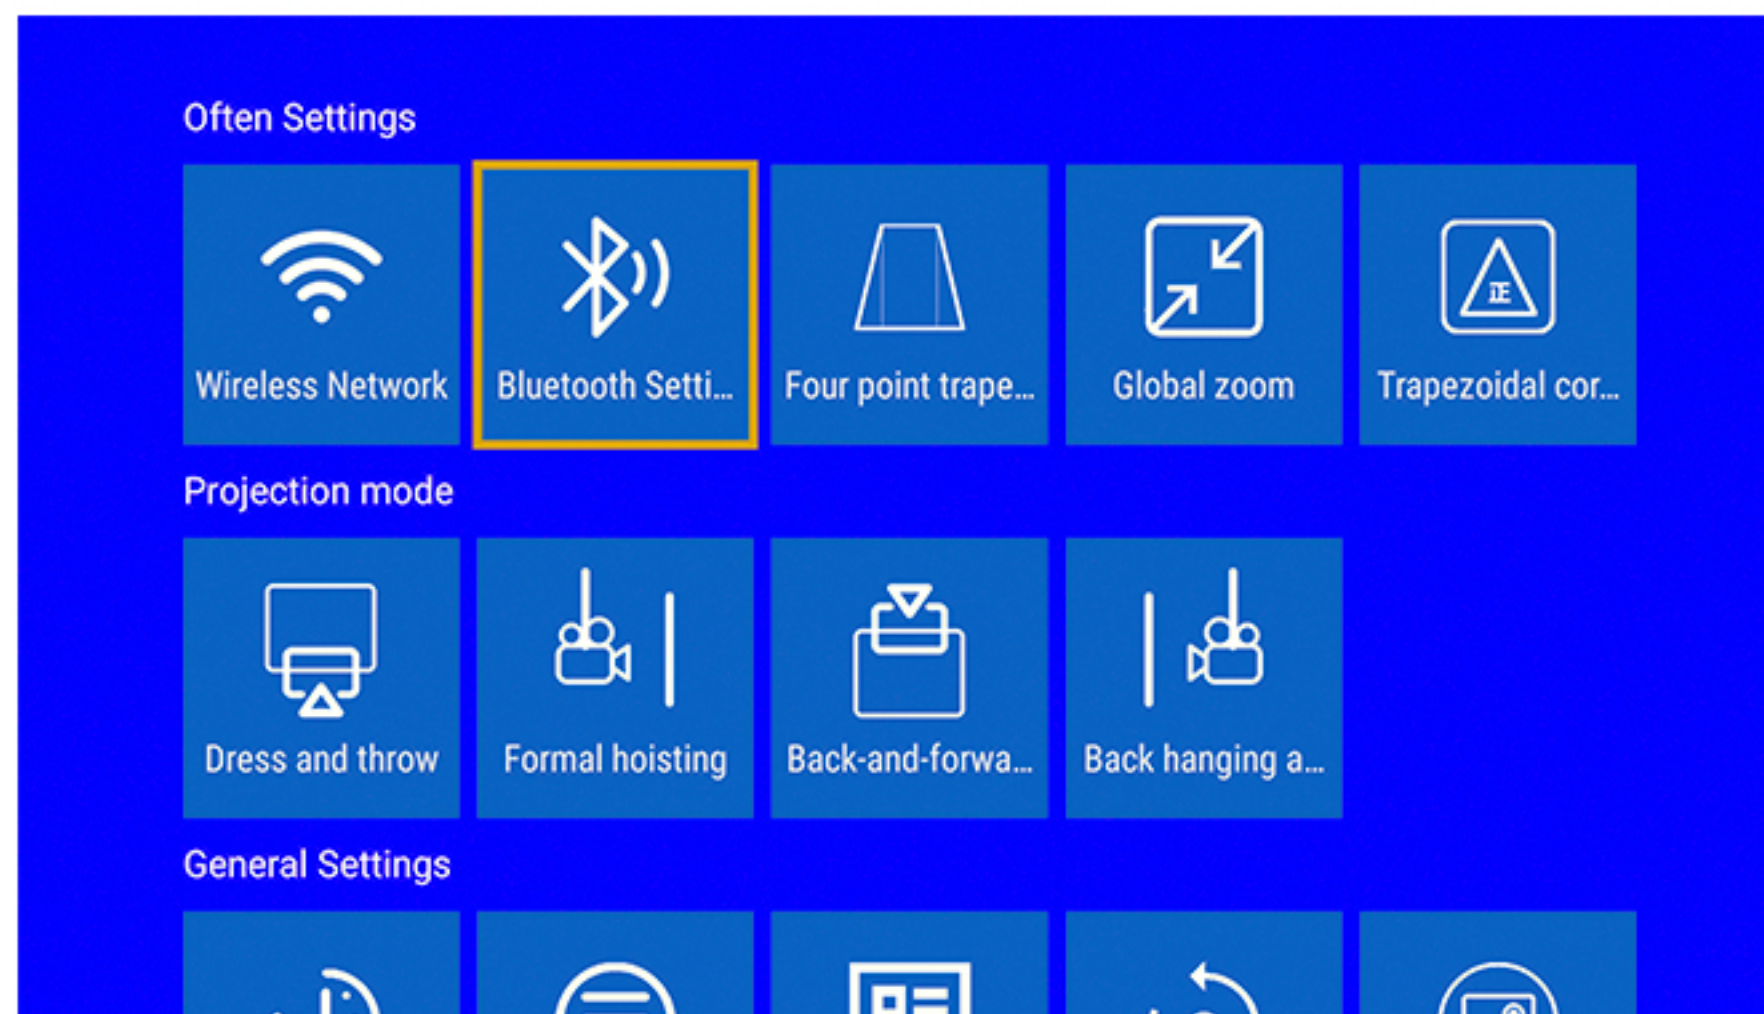 Often Settings
Wireless Network
Bluetooth Setti...
Four point trape...
Global zoom
Trapezoidal cor...
Projection mode
Dress and throw
Formal hoisting
Back-and-forwa...
Back hanging a...
General Settings